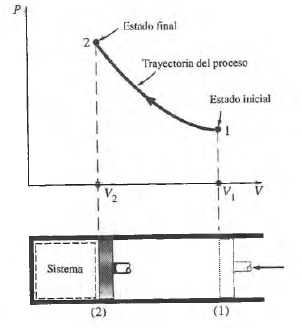 P
Estado final
2
Trayectoria del proceso
Estado inicial
1
V₂
V₁
V
Sistema
(2)
(1)